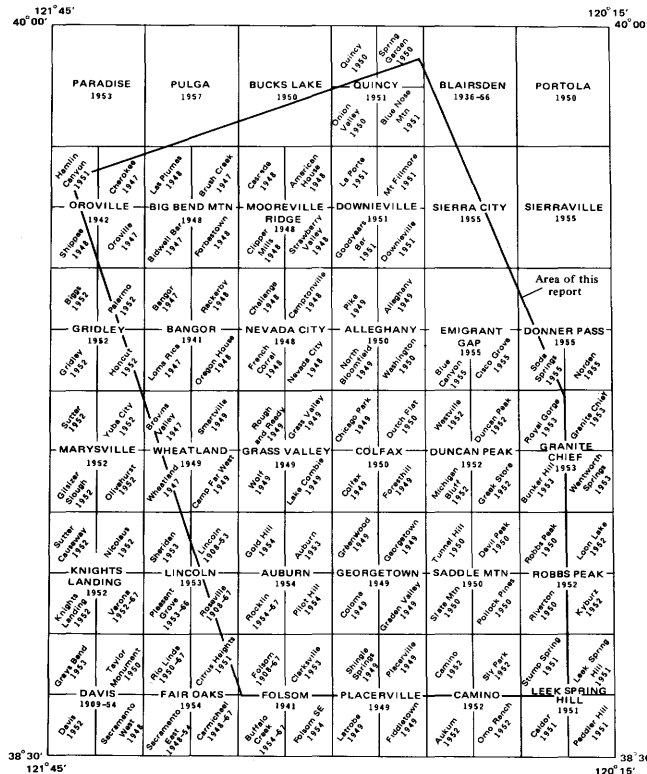 121°45'
120°15'
40°00'
40°00'
Quincy
1950
Spring
Garden
1950
PARADISE
1953
PULGA
1957
BUCKS LAKE
1950
QUINCY
1951
BLAIRSDEN
1936-56
PORTOLA
1950
Onion
Valley
1950
Blue Nose
Mtn
1951
Hamlin
Canyon
1951
Cherokee
1947
Las Plumas
1948
Brush Creek
1947
Cascade
1948
American
House
1948
La Porte
1951
Mt Fillmore
1951
OROVILLE
1942
BIG BEND MTN
1948
MOOREVILLE
RIDGE
1948
DOWNIEVILLE
1951
SIERRA CITY
1955
SIERRAVILLE
1955
Shippee
1948
Oroville
1947
Bidwell Bar
1947
Forbestown
1948
Clipper
Mills
1948
Strawberry
Valley
1948
Goodyears
Bar
1951
Downieville
1951
Area of this
report
Biggs
1952
Palermo
1952
Bangor
1947
Rackerby
1948
Challenge
1948
Camptonville
1948
Pike
1949
Alleghany
1949
GRIDLEY
1952
BANGOR
1941
NEVADA CITY
1948
ALLEGHANY
1950
EMIGRANT
GAP
1955
DONNER PASS
1955
Gridley
1952
Honcut
1952
Loma Rica
1947
Oregon House
1948
French
Corral
1948
Nevada City
1948
North
Bloomfield
1949
Washington
1950
Blue
Canyon
1955
Cisco Grove
1955
Soda
Springs
1955
Norden
1955
Sutter
1952
Yuba City
1952
Browns
Valley
1947
Smartville
1949
Rough
and Ready
1949
Grass Valley
1949
Chicago Park
1949
Dutch Flat
1950
Westville
1952
Duncan Peak
1952
Royal Gorge
1953
Granite Chief
1953
MARYSVILLE
1952
WHEATLAND
1949
GRASS VALLEY
1949
COLFAX
1950
DUNCAN PEAK
1952
GRANITE
CHIEF
1953
Gilsizer
Slough
1952
Olivehurst
1952
Wheatland
1947
Camp Far West
1949
Wolf
1949
Lake Combie
1949
Colfax
1949
Foresthill
1949
Michigan
Bluff
1952
Greek Store
1952
Bunker Hill
1953
Wentworth
Springs
1953
Sutter
Causeway
1952
Nicolaus
1952
Sheridan
1953
Lincoln
1908-53
Gold Hill
1954
Auburn
1953
Greenwood
1949
Georgetown
1949
Tunnel Hill
1950
Devil Peak
1950
Robbs Peak
1950
Loon Lake
1952
KNIGHTS
LANDING
1952
LINCOLN
1953
AUBURN
1954
GEORGETOWN
1949
SADDLE MTN
1950
ROBBS PEAK
1952
Knights
Landing
1952
Verona
1952-67
Pleasant
Grove
1953-66
Roseville
1908-67
Rocklin
1954-67
Pilot Hill
1954
Coloma
1949
Garden Valley
1949
Slate Mtn
1950
Pollock Pines
1950
Riverton
1950
Kyburz
1952
Grays Bend
1953
Taylor
Monument
1950
Rio Linda
1950-67
Citrus Heights
1951
Folsom
1908-67
Clarksville
1953
Shingle
Springs
1949
Placerville
1949
Camino
1952
Sly Park
1952
Stump Spring
1951
Leek Spring
Hill
1951
DAVIS
1909-54
FAIR OAKS
1954
FOLSOM
1941
PLACERVILLE
1949
CAMINO
1952
LEEK SPRING
HILL
1951
Davis
1952
Sacramento
West
1948
Sacramento
East
1948-54
Carmichael
1948-67
Buffalo
Creek
1954-67
Folsom SE
1954
Latrobe
1949
Fiddletown
1949
Aukum
1952
Omo Ranch
1952
Caldor
1951
Peddler Hill
1951
38°30'
38°30'
121°45'
120°15'